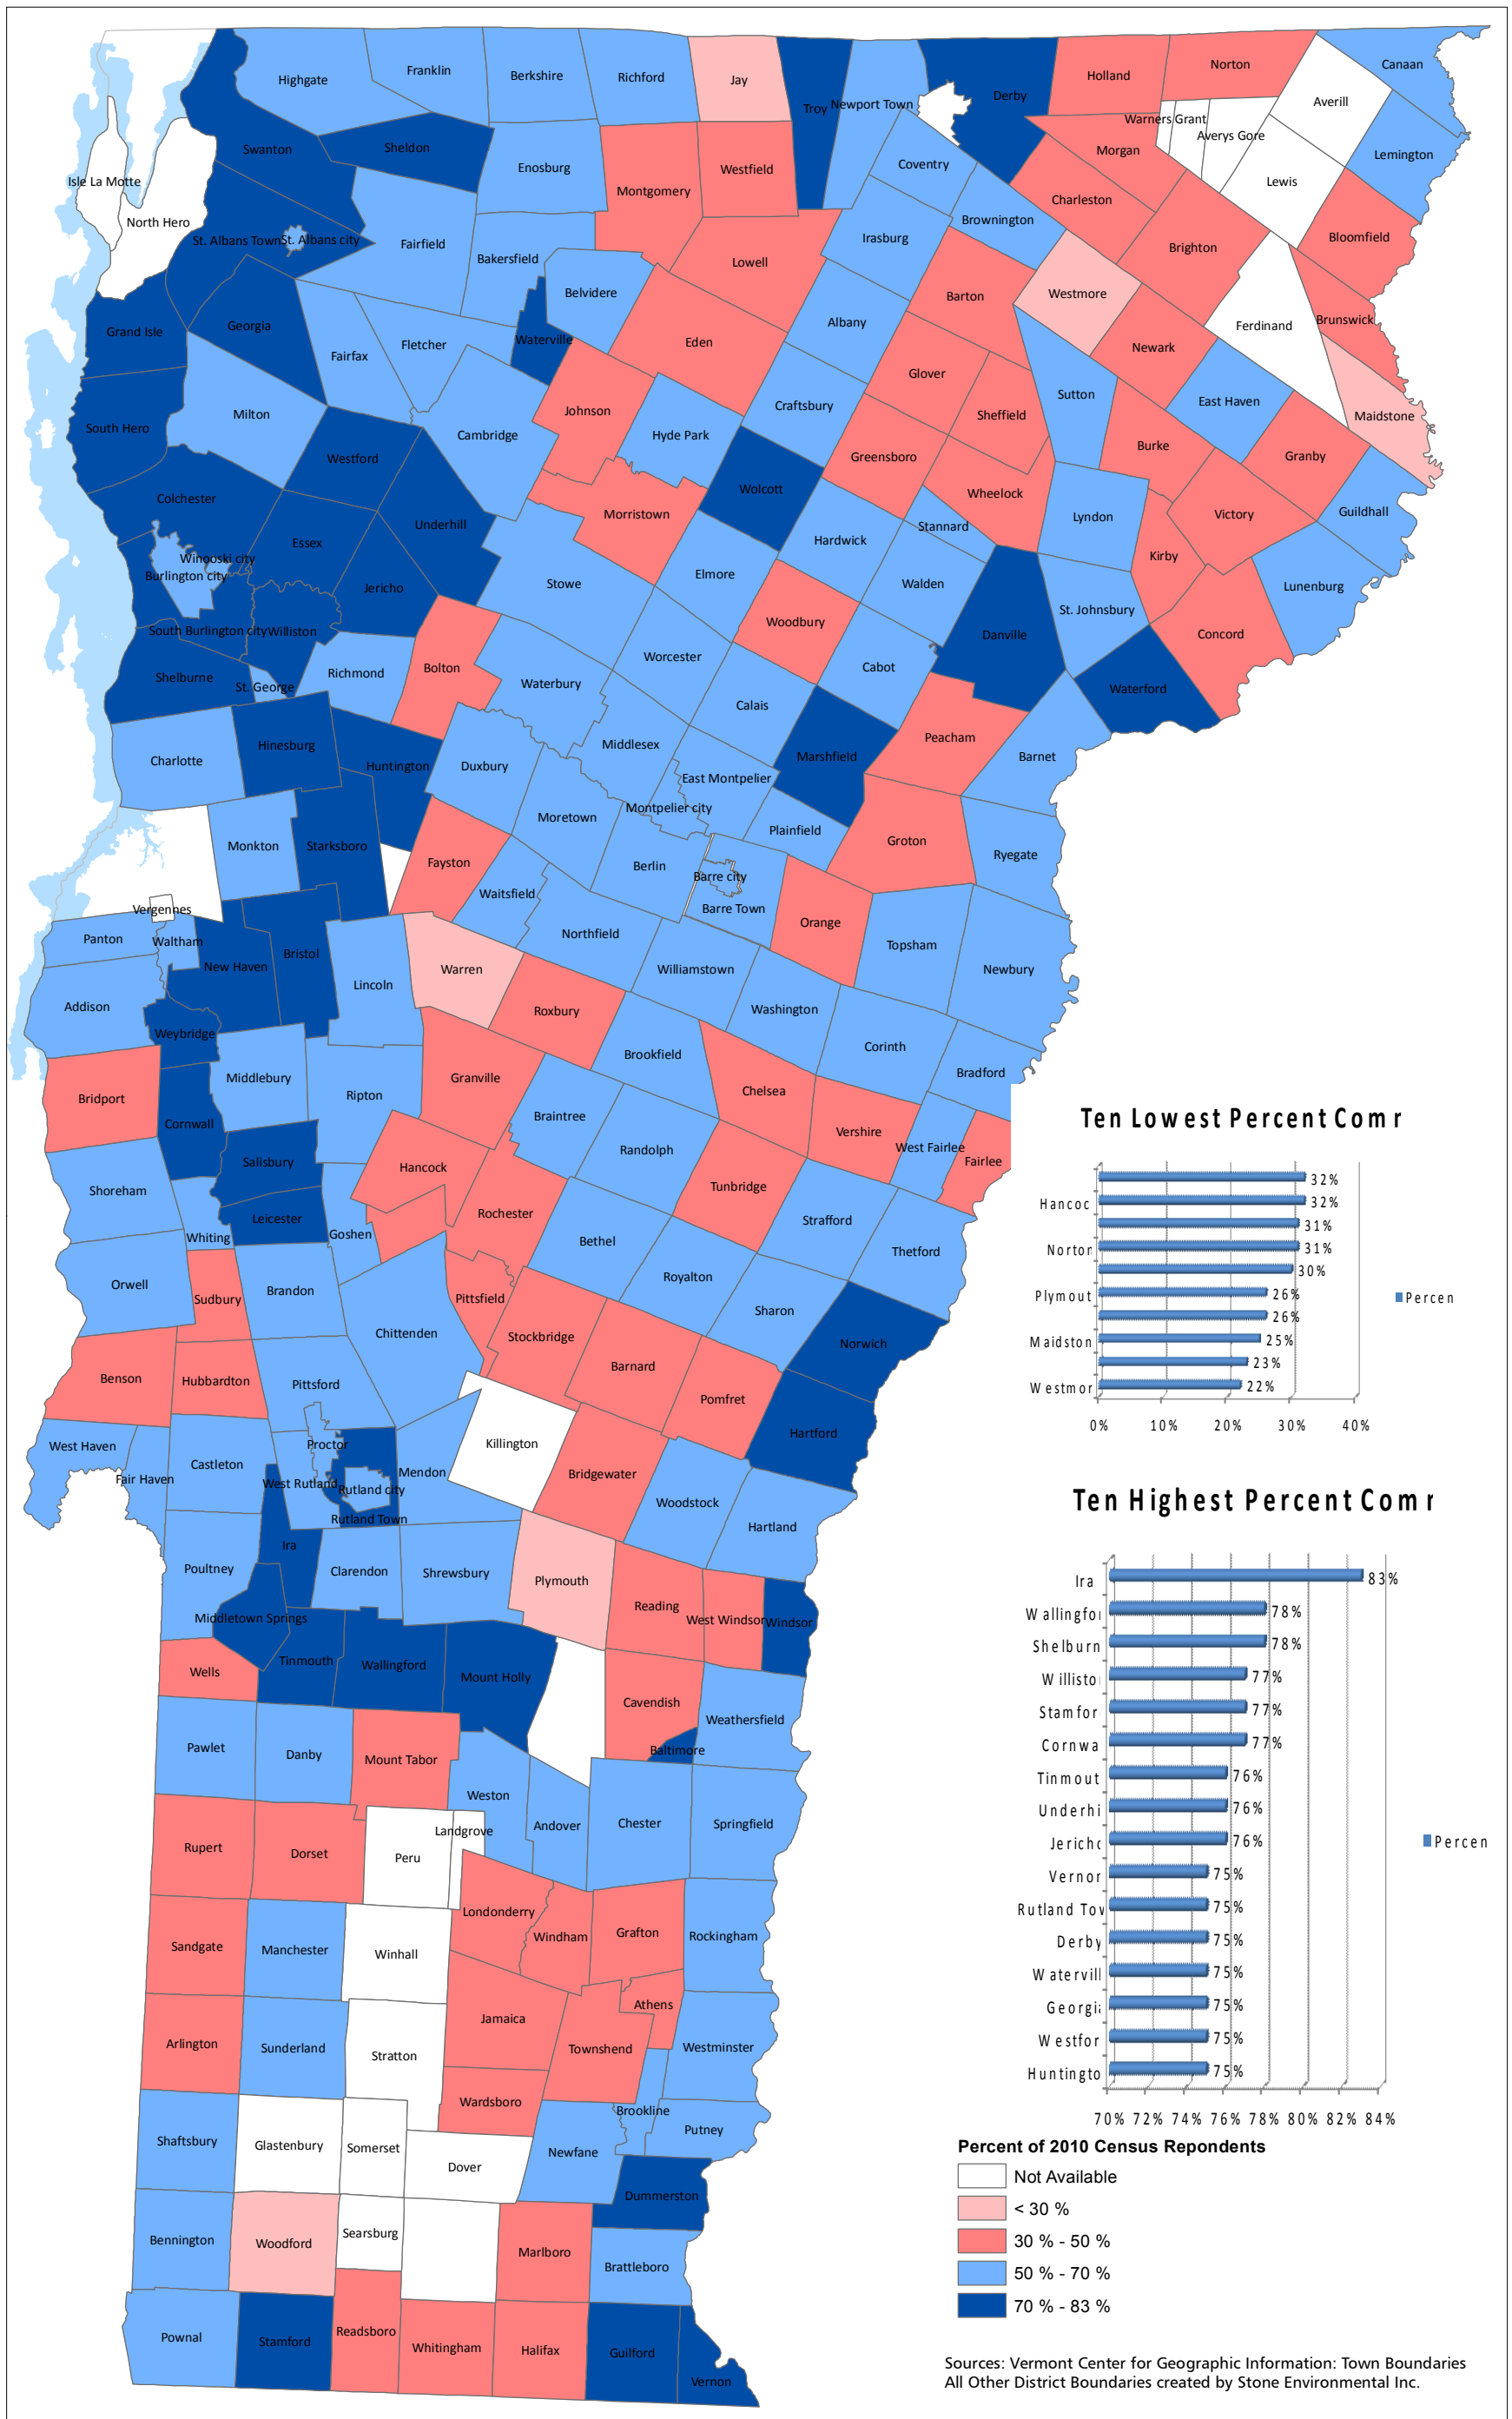 Highgate
Franklin
Berkshire
Richford
Jay
Troy
Newport Town
Derby
Holland
Norton
Canaan
Averill
Warners Grant
Averys Gore
Lemington
Lewis
Morgan
Swanton
Sheldon
Enosburg
Montgomery
Westfield
Coventry
Charleston
Isle La Motte
North Hero
St. Albans Town
St. Albans city
Fairfield
Bakersfield
Lowell
Irasburg
Brownington
Brighton
Bloomfield
Belvidere
Barton
Westmore
Grand Isle
Georgia
Fairfax
Fletcher
Waterville
Eden
Albany
Newark
Ferdinand
Brunswick
Glover
Sheffield
Sutton
East Haven
Maidstone
South Hero
Milton
Johnson
Hyde Park
Craftsbury
Cambridge
Westford
Greensboro
Burke
Granby
Colchester
Wolcott
Wheelock
Lyndon
Victory
Guildhall
Underhill
Morristown
Essex
Hardwick
Stannard
Kirby
Winooski city
Burlington city
Jericho
Stowe
Elmore
Walden
St. Johnsbury
Lunenburg
South Burlington city
Williston
Woodbury
Danville
Concord
Shelburne
St. George
Richmond
Bolton
Waterbury
Worcester
Cabot
Waterford
Calais
Charlotte
Hinesburg
Huntington
Duxbury
Middlesex
East Montpelier
Marshfield
Peacham
Barnet
Montpelier city
Moretown
Plainfield
Monkton
Starksboro
Fayston
Berlin
Groton
Ryegate
Barre city
Waitsfield
Barre Town
Vergennes
Panton
Waltham
New Haven
Bristol
Northfield
Orange
Topsham
Newbury
Addison
Lincoln
Warren
Williamstown
Washington
Weybridge
Roxbury
Brookfield
Corinth
Bridport
Middlebury
Ripton
Granville
Chelsea
Bradford
Cornwall
Braintree
Randolph
Vershire
West Fairlee
Fairlee
Shoreham
Salisbury
Hancock
Tunbridge
Leicester
Whiting
Goshen
Rochester
Bethel
Strafford
Thetford
Orwell
Sudbury
Brandon
Pittsfield
Royalton
Sharon
Chittenden
Stockbridge
Norwich
Benson
Hubbardton
Pittsford
Barnard
Pomfret
West Haven
Fair Haven
Castleton
Proctor
West Rutland
Rutland city
Rutland Town
Mendon
Killington
Bridgewater
Hartford
Woodstock
Hartland
Poultney
Ira
Clarendon
Shrewsbury
Plymouth
Reading
West Windsor
Windsor
Middletown Springs
Wells
Tinmouth
Wallingford
Mount Holly
Cavendish
Weathersfield
Baltimore
Pawlet
Danby
Mount Tabor
Weston
Landgrove
Andover
Chester
Springfield
Rupert
Dorset
Peru
Londonderry
Windham
Grafton
Rockingham
Sandgate
Manchester
Winhall
Jamaica
Athens
Townshend
Westminster
Arlington
Sunderland
Stratton
Wardsboro
Brookline
Putney
Shaftsbury
Glastenbury
Somerset
Dover
Newfane
Dummerston
Bennington
Woodford
Searsburg
Marlboro
Brattleboro
Pownal
Stamford
Readsboro
Whitingham
Halifax
Guilford
Vernon
Ten Lowest Percent Comr
32%
Hancoc 32%
31%
Norton 31%
30%
Plymout 26%
26%
Maidston 25%
23%
Westmor 22%
0% 10% 20% 30% 40%
Percen
Ten Highest Percent Comr
Ira 83%
Wallingfor 78%
Shelburn 78%
Willisto 77%
Stamfor 77%
Cornwa 77%
Tinmout 76%
Underhi 76%
Jericho 76%
Vernor 75%
Rutland Tov 75%
Derby 75%
Watervill 75%
Georgia 75%
Westfor 75%
Huntingto 75%
70% 72% 74% 76% 78% 80% 82% 84%
Percen
Percent of 2010 Census Repondents
Not Available
< 30 %
30 % - 50 %
50 % - 70 %
70 % - 83 %
Sources: Vermont Center for Geographic Information: Town Boundaries
All Other District Boundaries created by Stone Environmental Inc.